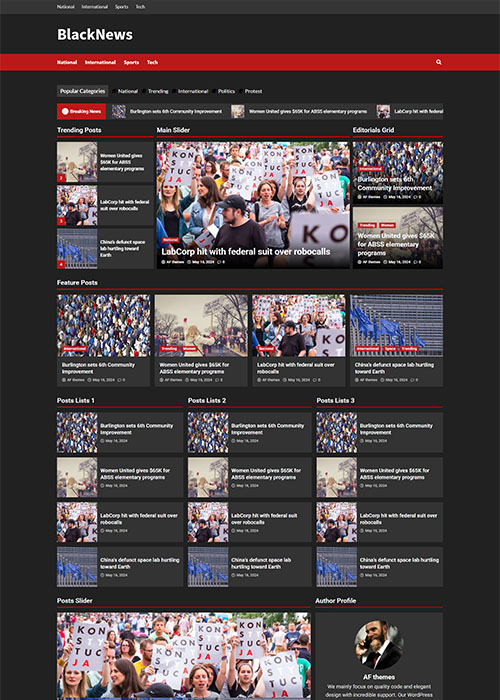 National International Sports Tech
BlackNews
National International Sports Tech
Popular Categories National Trending International Politics Protest
Breaking News Burlington sets 6th Community Improvement Women United gives $65K for ABSS elementary programs LabCorp hit with federal
Trending Posts
Women United gives
$65K for ABSS
elementary programs
2
LabCorp hit with federal
suit over robocalls
3
China's defunct space
lab hurtling toward
Earth
4
Main Slider
KON
STYT
UCJA
National
LabCorp hit with federal suit over robocalls
AF themes May 16, 2024 0
Editorials Grid
International
Burlington sets 6th
Community Improvement
AF themes May 16, 2024 0
Trending Women
Women United gives $65K
for ABSS elementary
programs
AF themes May 16, 2024 0
Feature Posts
International
Burlington sets 6th Community
Improvement
AF themes May 16, 2024 0
Trending Women
Women United gives $65K for
ABSS elementary programs
AF themes May 16, 2024 0
National
LabCorp hit with federal suit over
robocalls
AF themes May 16, 2024 0
International Space Trending
China's defunct space lab hurtling
toward Earth
AF themes May 16, 2024 0
Posts Lists 1
Burlington sets 6th Community
Improvement
May 16, 2024
Women United gives $65K for
ABSS elementary programs
May 16, 2024
LabCorp hit with federal suit over
robocalls
May 16, 2024
China's defunct space lab
hurtling toward Earth
May 16, 2024
Posts Lists 2
Burlington sets 6th Community
Improvement
May 16, 2024
Women United gives $65K for
ABSS elementary programs
May 16, 2024
LabCorp hit with federal suit over
robocalls
May 16, 2024
China's defunct space lab
hurtling toward Earth
May 16, 2024
Posts Lists 3
Burlington sets 6th Community
Improvement
May 16, 2024
Women United gives $65K for
ABSS elementary programs
May 16, 2024
LabCorp hit with federal suit over
robocalls
May 16, 2024
China's defunct space lab hurtling
toward Earth
May 16, 2024
Posts Slider
KON
STYT
UCJA
Author Profile
AF themes
We mainly focus on quality code and elegant
design with incredible support. Our WordPress